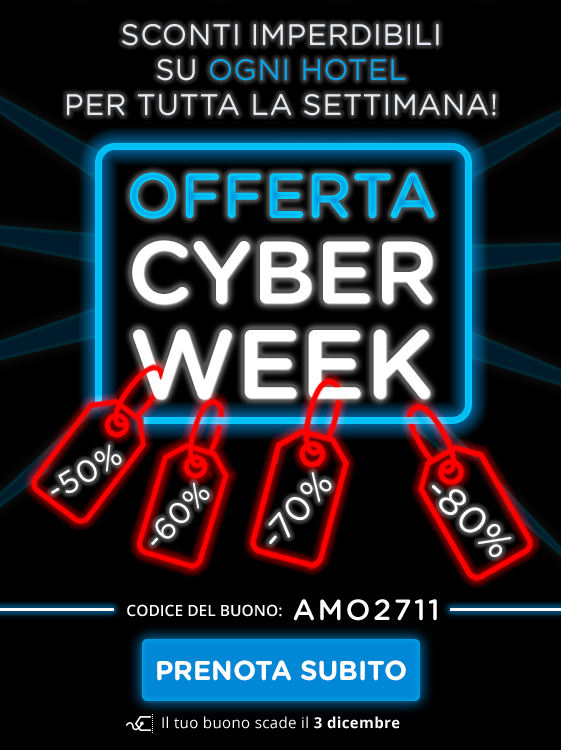 SCONTI IMPERDIBILI
SU OGNI HOTEL
PER TUTTA LA SETTIMANA!
OFFERTA
CYBER
WEEK
-50%
-60%
-70%
-80%
CODICE DEL BUONO: AMO2711
PRENOTA SUBITO
Il tuo buono scade il 3 dicembre